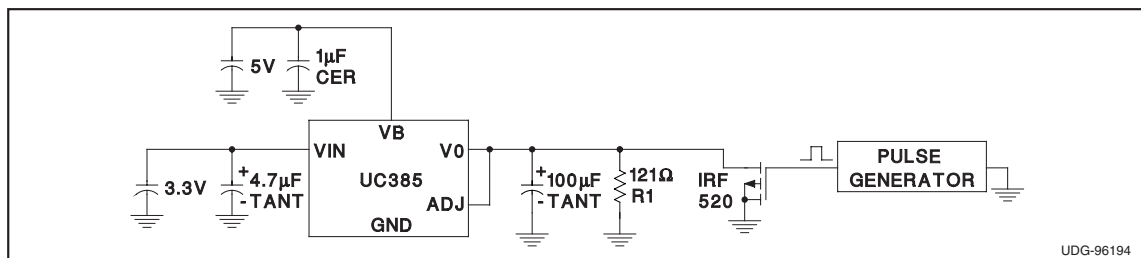 5V
1µF
CER
VB
VIN
V0
UC385
ADJ
GND
3.3V
+
4.7µF
-TANT
+
100µF
-TANT
121Ω
R1
IRF
520
PULSE
GENERATOR
UDG-96194